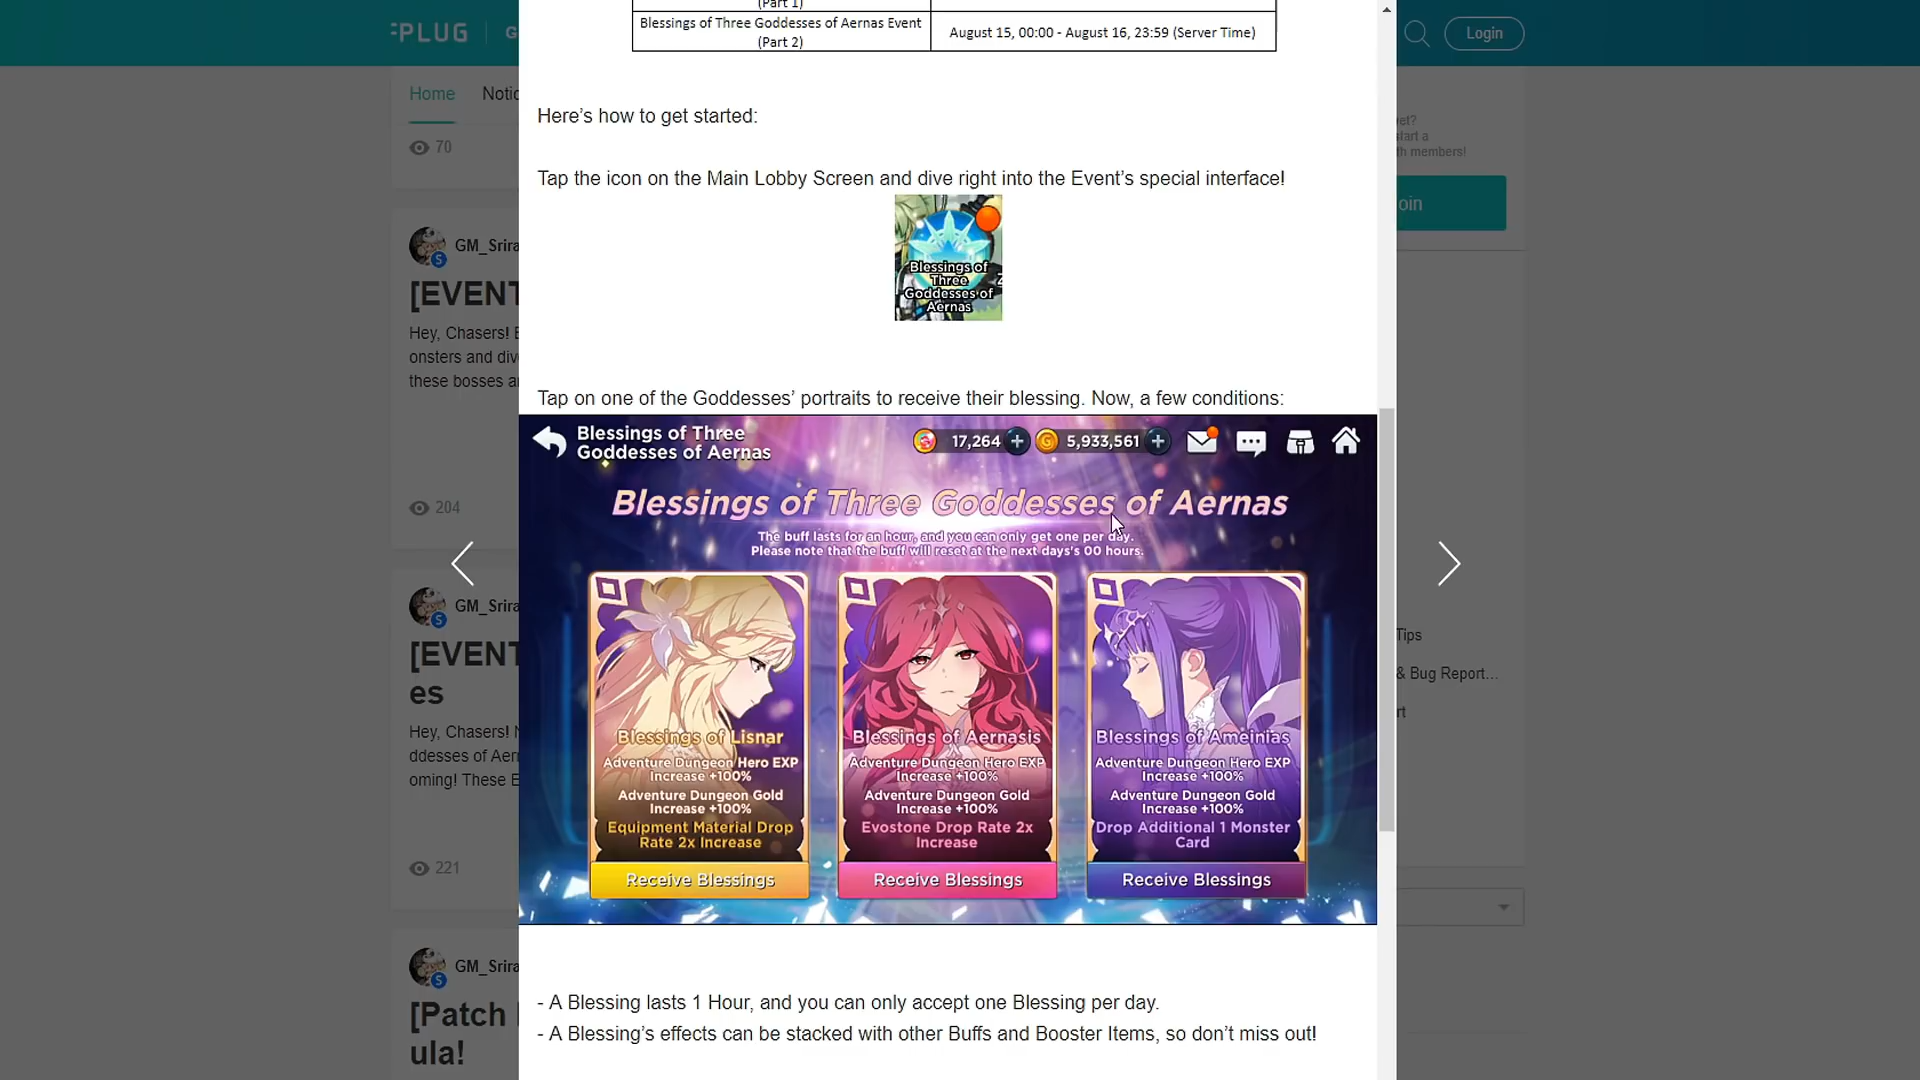 (Part 1)
Blessings of Three Goddesses of Aernas Event
(Part 2)
August 15, 00:00 - August 16, 23:59 (Server Time)
:PLUG
G
Login
Home
Notic
70
GM_Srira
[EVENT
Hey, Chasers! E
onsters and div
these bosses a
204
GM_Srira
[EVENT
es
Hey, Chasers! N
ddesses of Aer
oming! These E
221
GM_Srira
[Patch
ula!
Here’s how to get started:
Tap the icon on the Main Lobby Screen and dive right into the Event’s special interface!
Blessings of
Three
Goddesses of
Aernas
Tap on one of the Goddesses’ portraits to receive their blessing. Now, a few conditions:
Blessings of Three
Goddesses of Aernas
17,264
5,933,561
Blessings of Three Goddesses of Aernas
The buff lasts for an hour, and you can only get one per day.
Please note that the buff will reset at the next days's 00 hours.
Blessings of Lisnar
Adventure Dungeon Hero EXP
Increase +100%
Adventure Dungeon Gold
Increase +100%
Equipment Material Drop
Rate 2x Increase
Receive Blessings
Blessings of Aernasis
Adventure Dungeon Hero EXP
Increase +100%
Adventure Dungeon Gold
Increase +100%
Evostone Drop Rate 2x
Increase
Receive Blessings
Blessings of Ameinias
Adventure Dungeon Hero EXP
Increase +100%
Adventure Dungeon Gold
Increase +100%
Drop Additional 1 Monster
Card
Receive Blessings
- A Blessing lasts 1 Hour, and you can only accept one Blessing per day.
- A Blessing’s effects can be stacked with other Buffs and Booster Items, so don’t miss out!
et?
start a
th members!
oin
Tips
& Bug Report...
rt